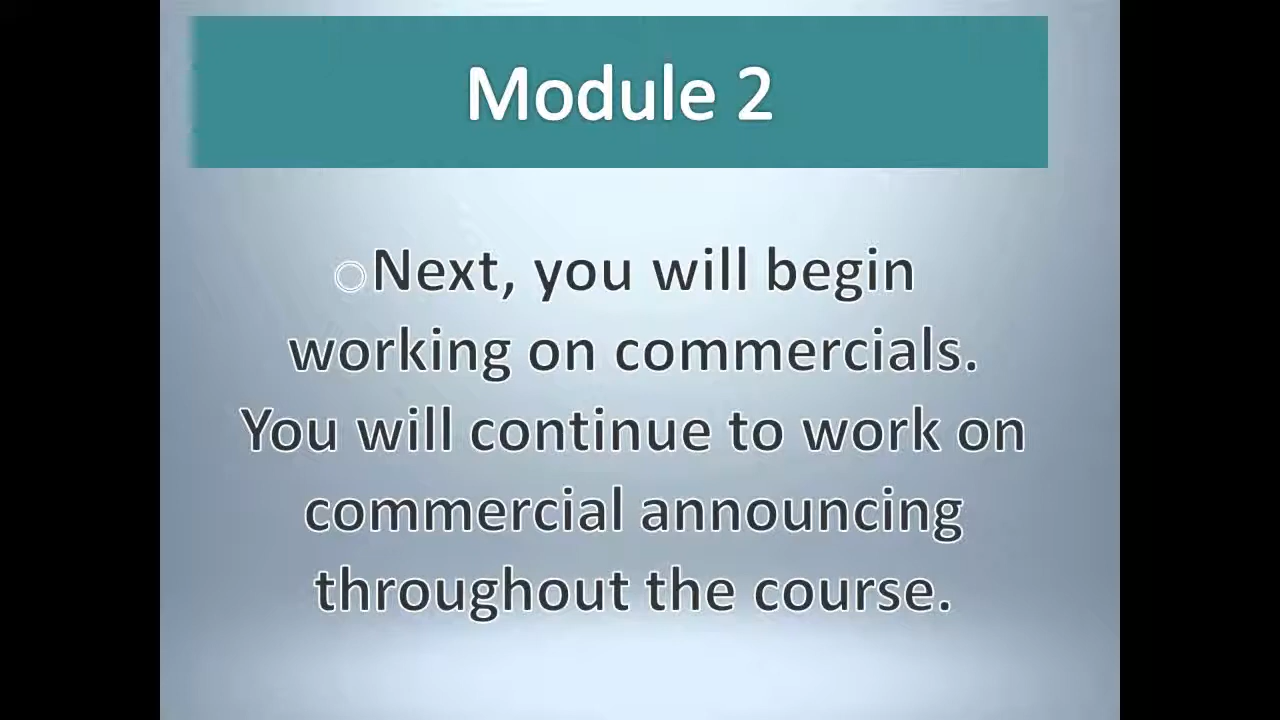 Module 2
Next, you will begin
working on commercials.
You will continue to work on
commercial announcing
throughout the course.